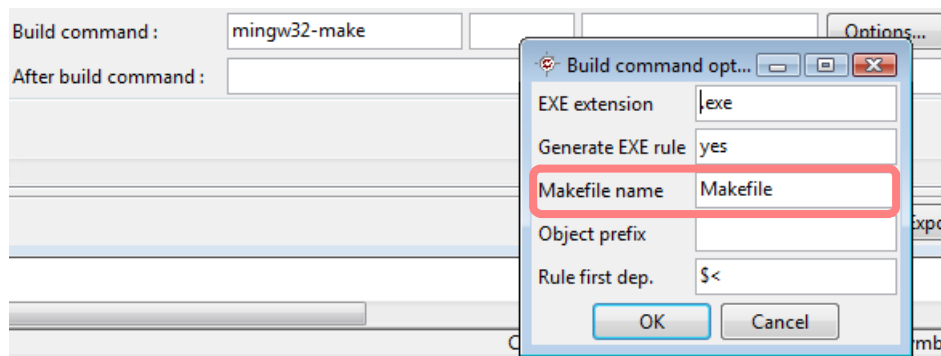 Build command : mingw32-make Options...
After build command :
Build command opt...
EXE extension .exe
Generate EXE rule yes
Makefile name Makefile
Object prefix
Rule first dep. $<
OK Cancel